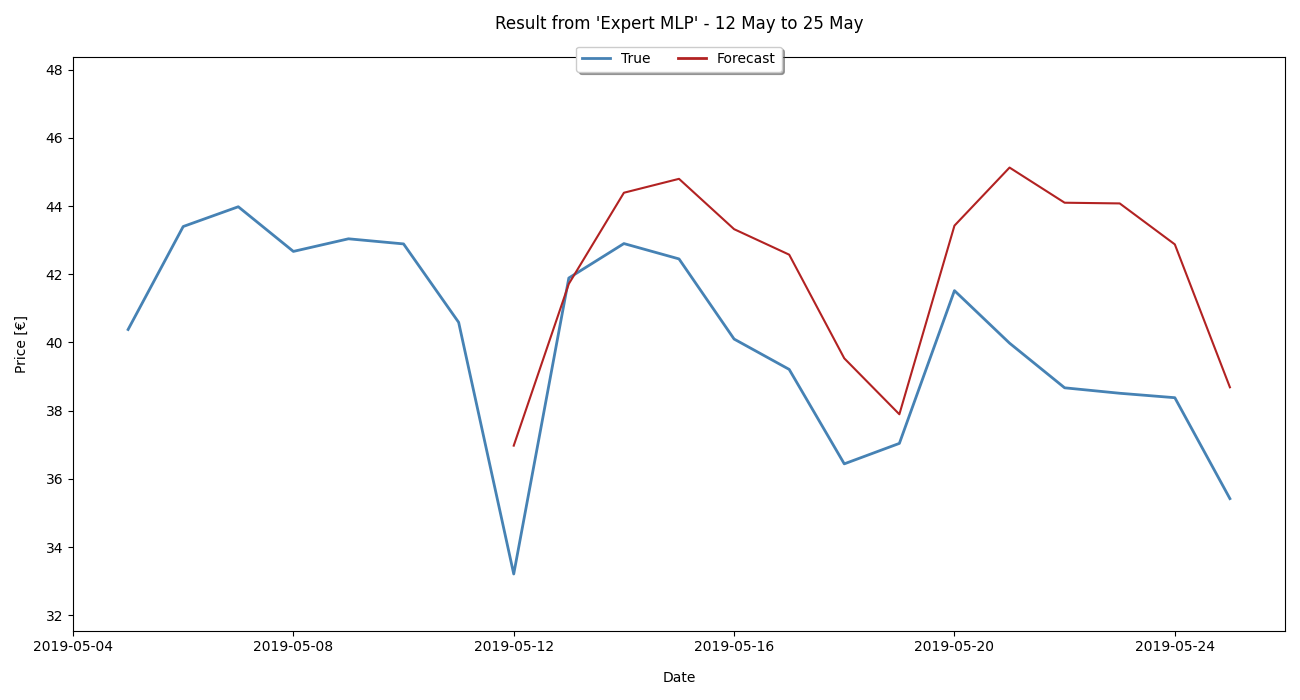 Result from 'Expert MLP' - 12 May to 25 May
True Forecast
48
46
44
42
40
38
36
34
32
Price [€]
2019-05-04 2019-05-08 2019-05-12 2019-05-16 2019-05-20 2019-05-24
Date